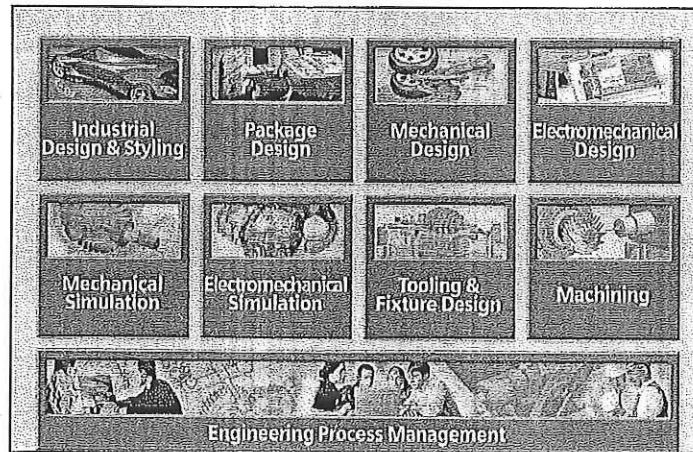 Industrial
Design & Styling
Package
Design
Mechanical
Design
Electromechanical
Design
Mechanical
Simulation
Electromechanical
Simulation
Tooling &
Fixture Design
Machining
Engineering Process Management